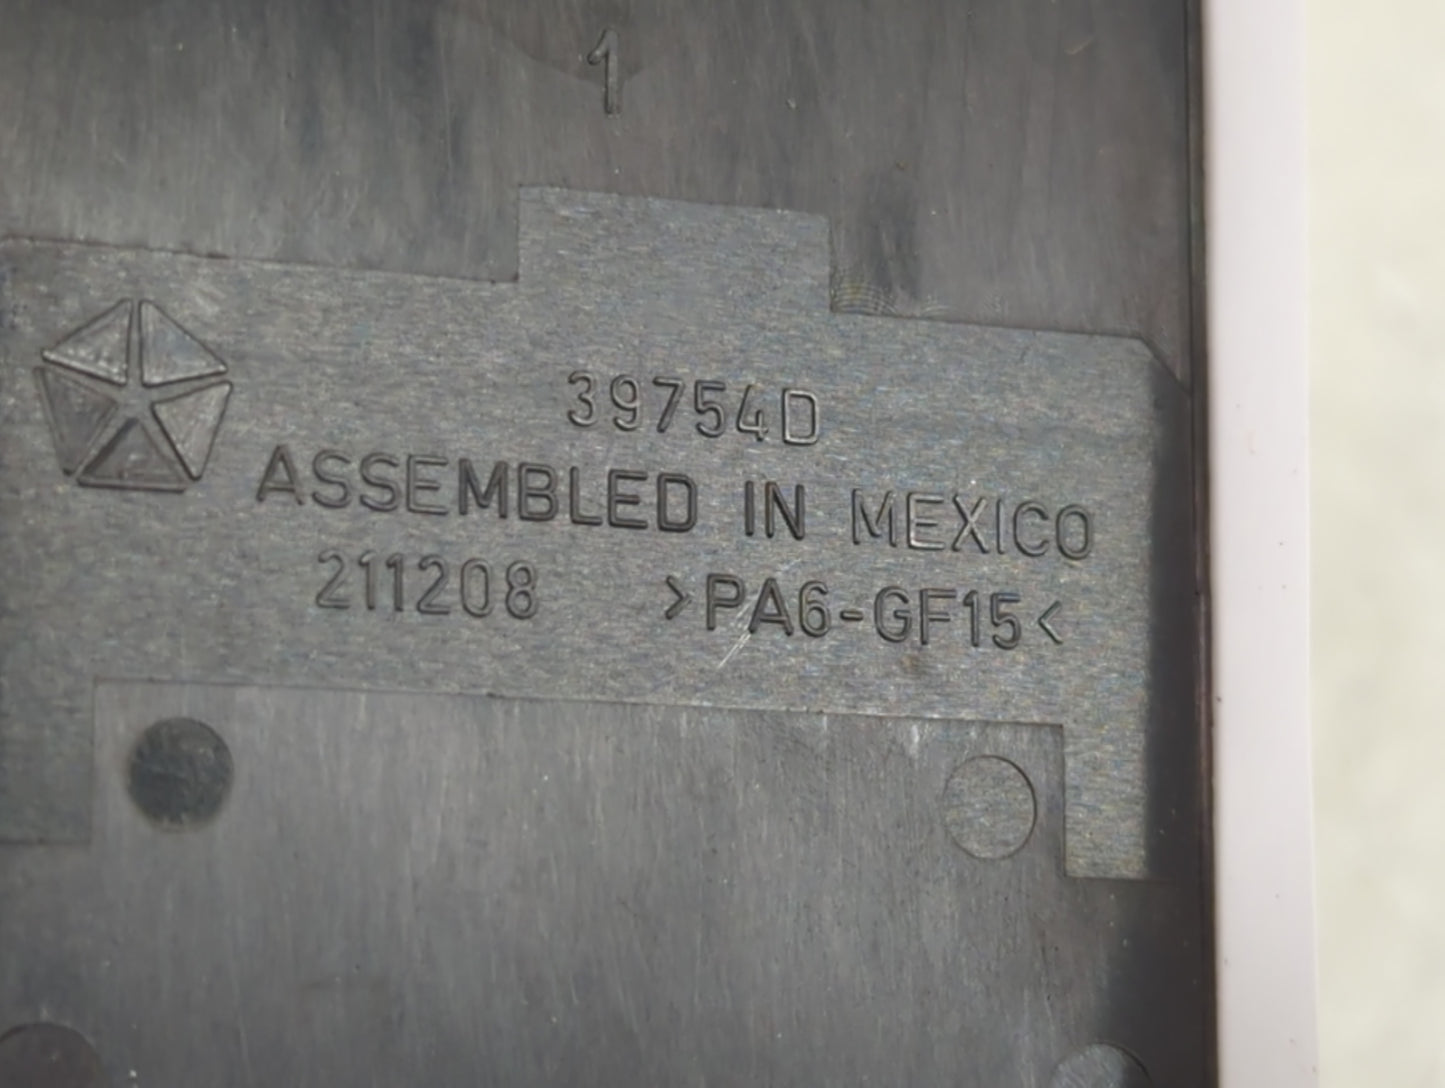 1
39754D
ASSEMBLED IN MEXICO
211208 >PA6-GF15<